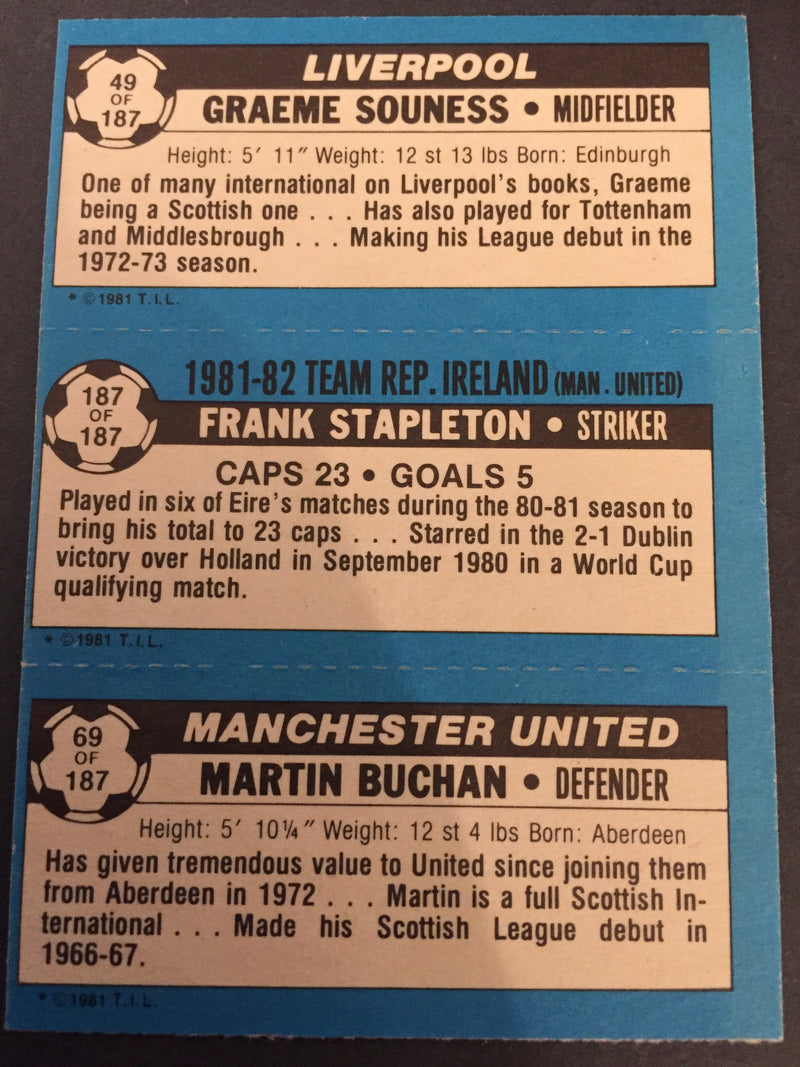 LIVERPOOL
49
OF
187
GRAEME SOUNESS • MIDFIELDER
Height: 5′ 11″ Weight: 12 st 13 lbs Born: Edinburgh
One of many international on Liverpool's books, Graeme
being a Scottish one . . . Has also played for Tottenham
and Middlesbrough . . . Making his League debut in the
1972-73 season.
* ©1981 T.I.L.
1981-82 TEAM REP. IRELAND (MAN. UNITED)
187
OF
187
FRANK STAPLETON • STRIKER
CAPS 23 • GOALS 5
Played in six of Eire's matches during the 80-81 season to
bring his total to 23 caps . . . Starred in the 2-1 Dublin
victory over Holland in September 1980 in a World Cup
qualifying match.
* ©1981 T.I.L.
MANCHESTER UNITED
69
OF
187
MARTIN BUCHAN • DEFENDER
Height: 5′ 10¼″ Weight: 12 st 4 lbs Born: Aberdeen
Has given tremendous value to United since joining them
from Aberdeen in 1972 . . . Martin is a full Scottish In-
ternational . . . Made his Scottish League debut in
1966-67.
* ©1981 T.I.L.